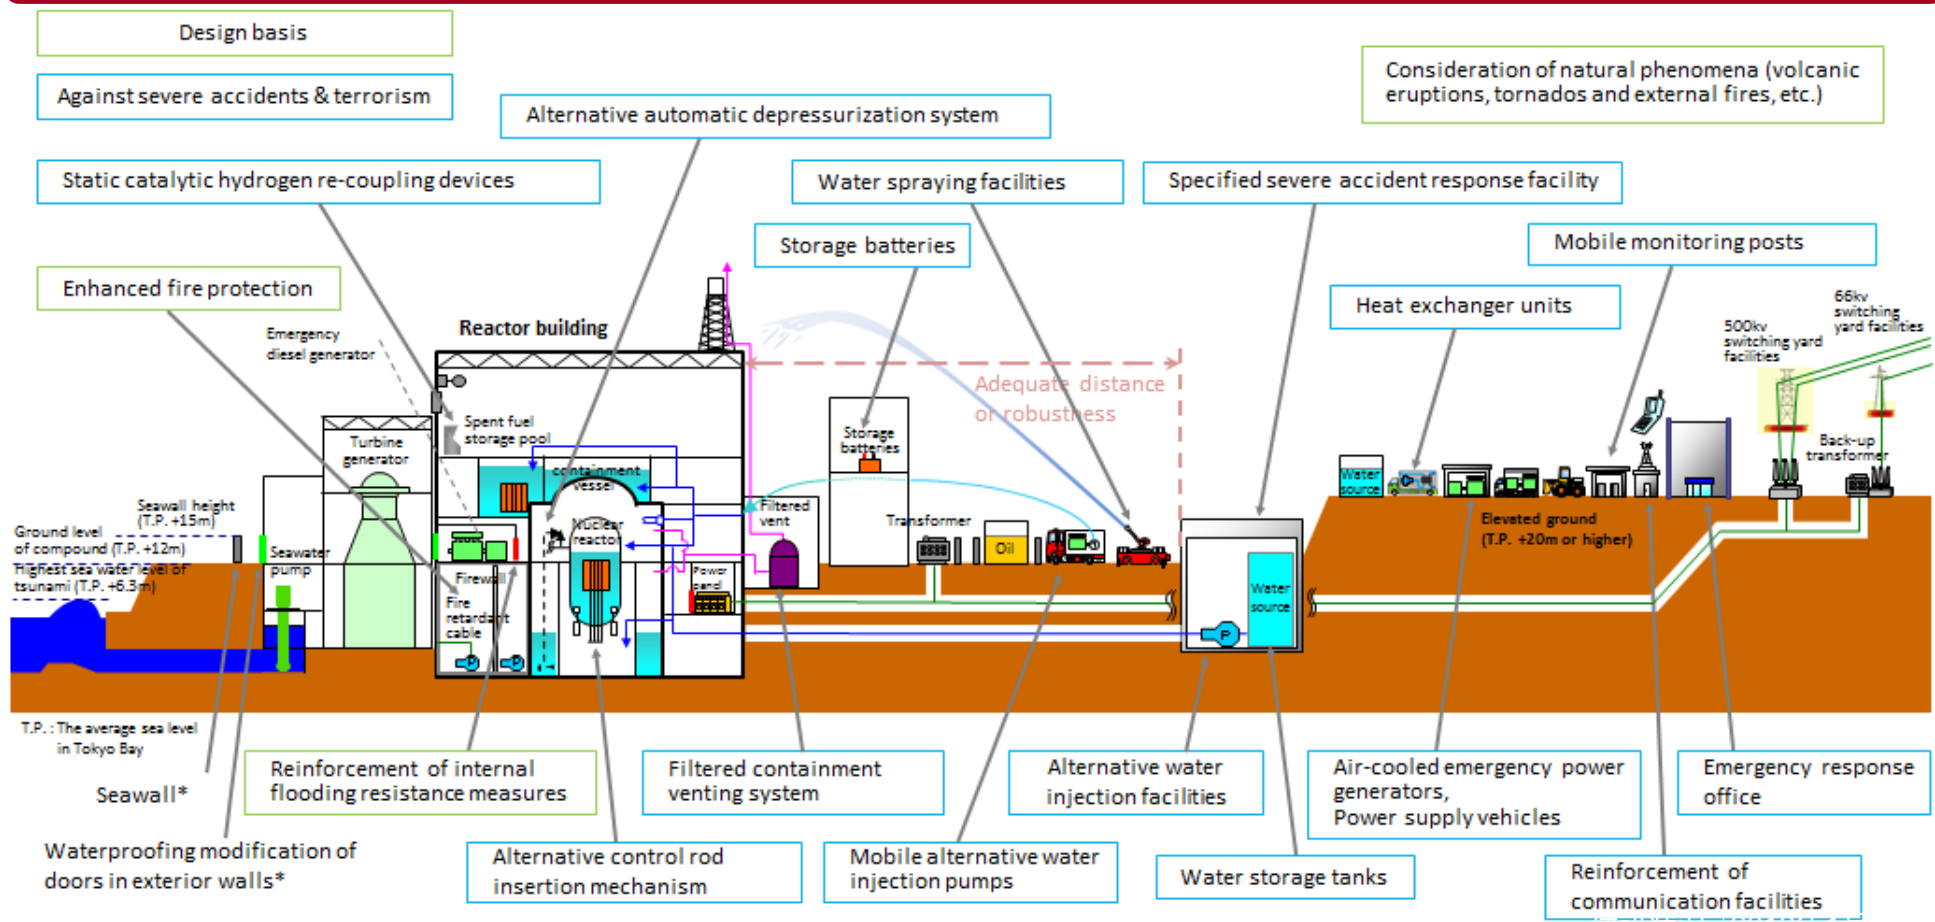 Design basis
Against severe accidents & terrorism
Consideration of natural phenomena (volcanic
eruptions, tornados and external fires, etc.)
Alternative automatic depressurization system
Static catalytic hydrogen re-coupling devices
Water spraying facilities
Specified severe accident response facility
Storage batteries
Mobile monitoring posts
Enhanced fire protection
Heat exchanger units
Emergency
diesel generator
Reactor building
66kv
switching
yard facilities
500kv
switching yard
facilities
Adequate distance
or robustness
Spent fuel
storage pool
Turbine
generator
Storage
batteries
Back-up
transformer
containment
vessel
Water
source
Seawall height
(T.P. +15m)
Filtered
vent
Nuclear
reactor
Transformer
Elevated ground
(T.P. +20m or higher)
Ground level
of compound (T.P. +12m)
Seawater
pump
Oil
Highest sea water level of
tsunami (T.P. +6.3m)
Firewall
Power
panel
Fire
retardant
cable
Water
source
P
P
P
T.P. : The average sea level
in Tokyo Bay
Seawall*
Reinforcement of internal
flooding resistance measures
Filtered containment
venting system
Alternative water
injection facilities
Air-cooled emergency power
generators,
Power supply vehicles
Emergency response
office
Waterproofing modification of
doors in exterior walls*
Alternative control rod
insertion mechanism
Mobile alternative water
injection pumps
Water storage tanks
Reinforcement of
communication facilities